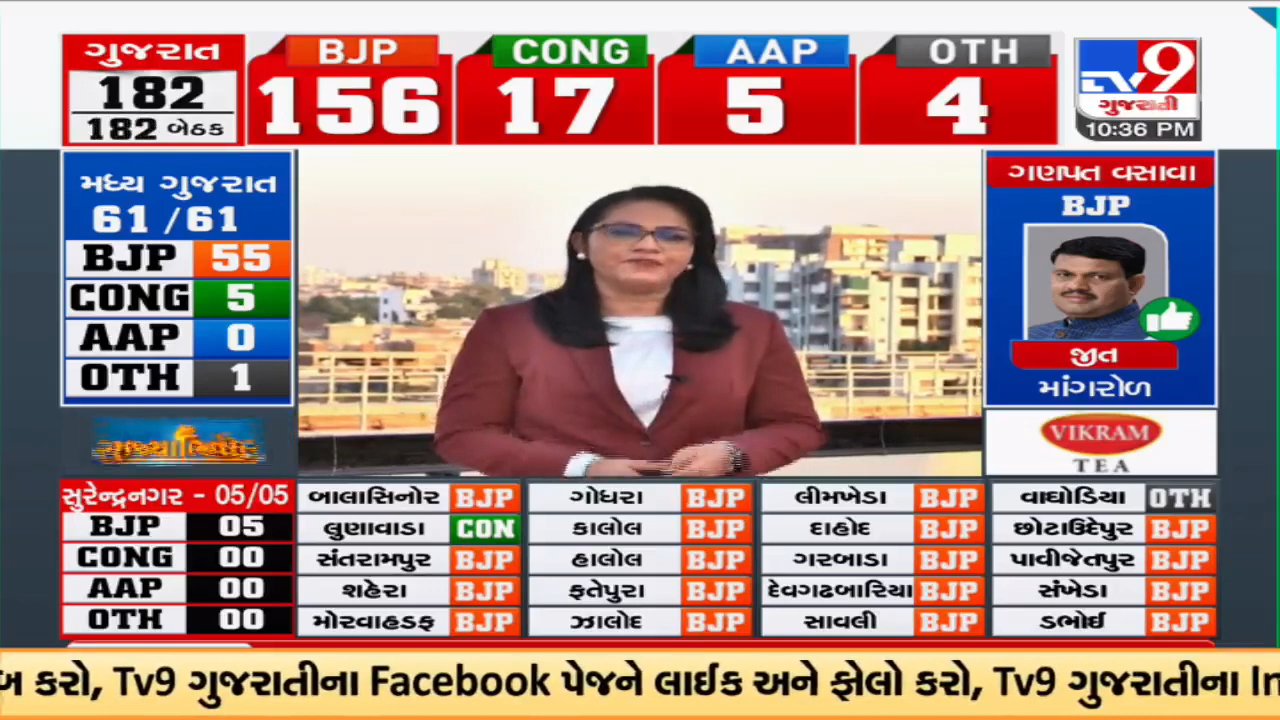 ગુજરાત
182
182 બેઠક
BJP
156
CONG
17
AAP
5
OTH
4
TV9
ગુજરાતી
10:36 PM
મધ્ય ગુજરાત
61/61
BJP 55
CONG 5
AAP 0
OTH 1
ગણપત વસાવા
BJP
જીત
માંગરોળ
VIKRAM
TEA
સુરેન્દ્રનગર - 05/05
BJP 05
CONG 00
AAP 00
OTH 00
બાલાસિનોર BJP ગોધરા BJP લીમખેડા BJP વાઘોડિયા OTH
લુણાવાડા CON કાલોલ BJP દાહોદ BJP છોટાઉદેપુર BJP
સંતરામપુર BJP હાલોલ BJP ગરબાડા BJP પાવીજેતપુર BJP
શહેરા BJP ફતેપુરા BJP દેવગઢબારિયા BJP સંખેડા BJP
મોરવાહડફ BJP ઝાલોદ BJP સાવલી BJP ડભોઈ BJP
બ કરો, Tv9 ગુજરાતીના Facebook પેજને લાઈક અને ફોલો કરો, Tv9 ગુજરાતીના In